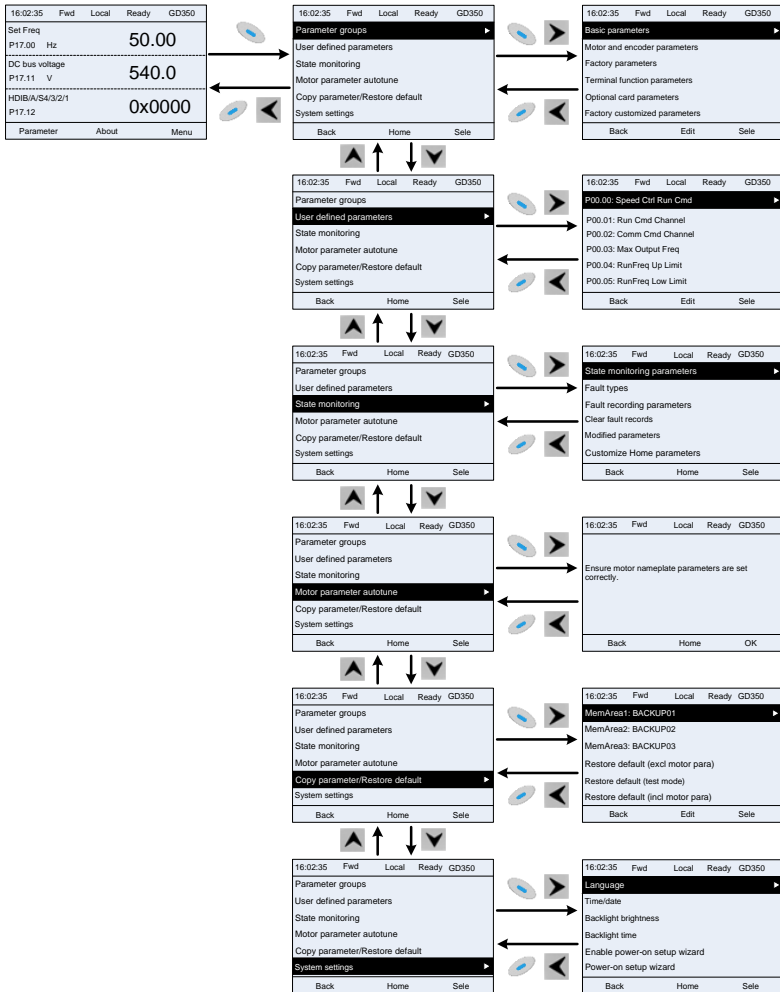 16:02:35 Fwd Local Ready GD350
Set Freq
P17.00 Hz 50.00
DC bus voltage
P17.11 V 540.0
HDIB/A/S4/3/2/1
P17.12 0x0000
Parameter About Menu
16:02:35 Fwd Local Ready GD350
Parameter groups
User defined parameters
State monitoring
Motor parameter autotune
Copy parameter/Restore default
System settings
Back Home Sele
16:02:35 Fwd Local Ready GD350
Basic parameters
Motor and encoder parameters
Factory parameters
Terminal function parameters
Optional card parameters
Factory customized parameters
Back Edit Sele
16:02:35 Fwd Local Ready GD350
Parameter groups
User defined parameters
State monitoring
Motor parameter autotune
Copy parameter/Restore default
System settings
Back Home Sele
16:02:35 Fwd Local Ready GD350
P00.00: Speed Ctrl Run Cmd
P00.01: Run Cmd Channel
P00.02: Comm Cmd Channel
P00.03: Max Output Freq
P00.04: RunFreq Up Limit
P00.05: RunFreq Low Limit
Back Edit Sele
16:02:35 Fwd Local Ready GD350
Parameter groups
User defined parameters
State monitoring
Motor parameter autotune
Copy parameter/Restore default
System settings
Back Home Sele
16:02:35 Fwd Local Ready GD350
State monitoring parameters
Fault types
Fault recording parameters
Clear fault records
Modified parameters
Customize Home parameters
Back Home Sele
16:02:35 Fwd Local Ready GD350
Parameter groups
User defined parameters
State monitoring
Motor parameter autotune
Copy parameter/Restore default
System settings
Back Home Sele
16:02:35 Fwd Local Ready GD350
Ensure motor nameplate parameters are set
correctly.
Back Home OK
16:02:35 Fwd Local Ready GD350
Parameter groups
User defined parameters
State monitoring
Motor parameter autotune
Copy parameter/Restore default
System settings
Back Home Sele
16:02:35 Fwd Local Ready GD350
MemArea1: BACKUP01
MemArea2: BACKUP02
MemArea3: BACKUP03
Restore default (excl motor para)
Restore default (test mode)
Restore default (incl motor para)
Back Edit Sele
16:02:35 Fwd Local Ready GD350
Parameter groups
User defined parameters
State monitoring
Motor parameter autotune
Copy parameter/Restore default
System settings
Back Home Sele
16:02:35 Fwd Local Ready GD350
Language
Time/date
Backlight brightness
Backlight time
Enable power-on setup wizard
Power-on setup wizard
Back Home Sele